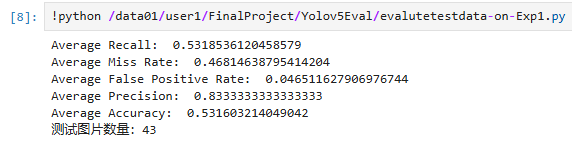 [8]: !python /data01/user1/FinalProject/Yolov5Eval/evalutetestdata-on-Exp1.py
Average Recall:  0.5318536120458579
Average Miss Rate:  0.46814638795414204
Average False Positive Rate:  0.046511627906976744
Average Precision:  0.8333333333333333
Average Accuracy:  0.531603214049042
测试图片数量: 43